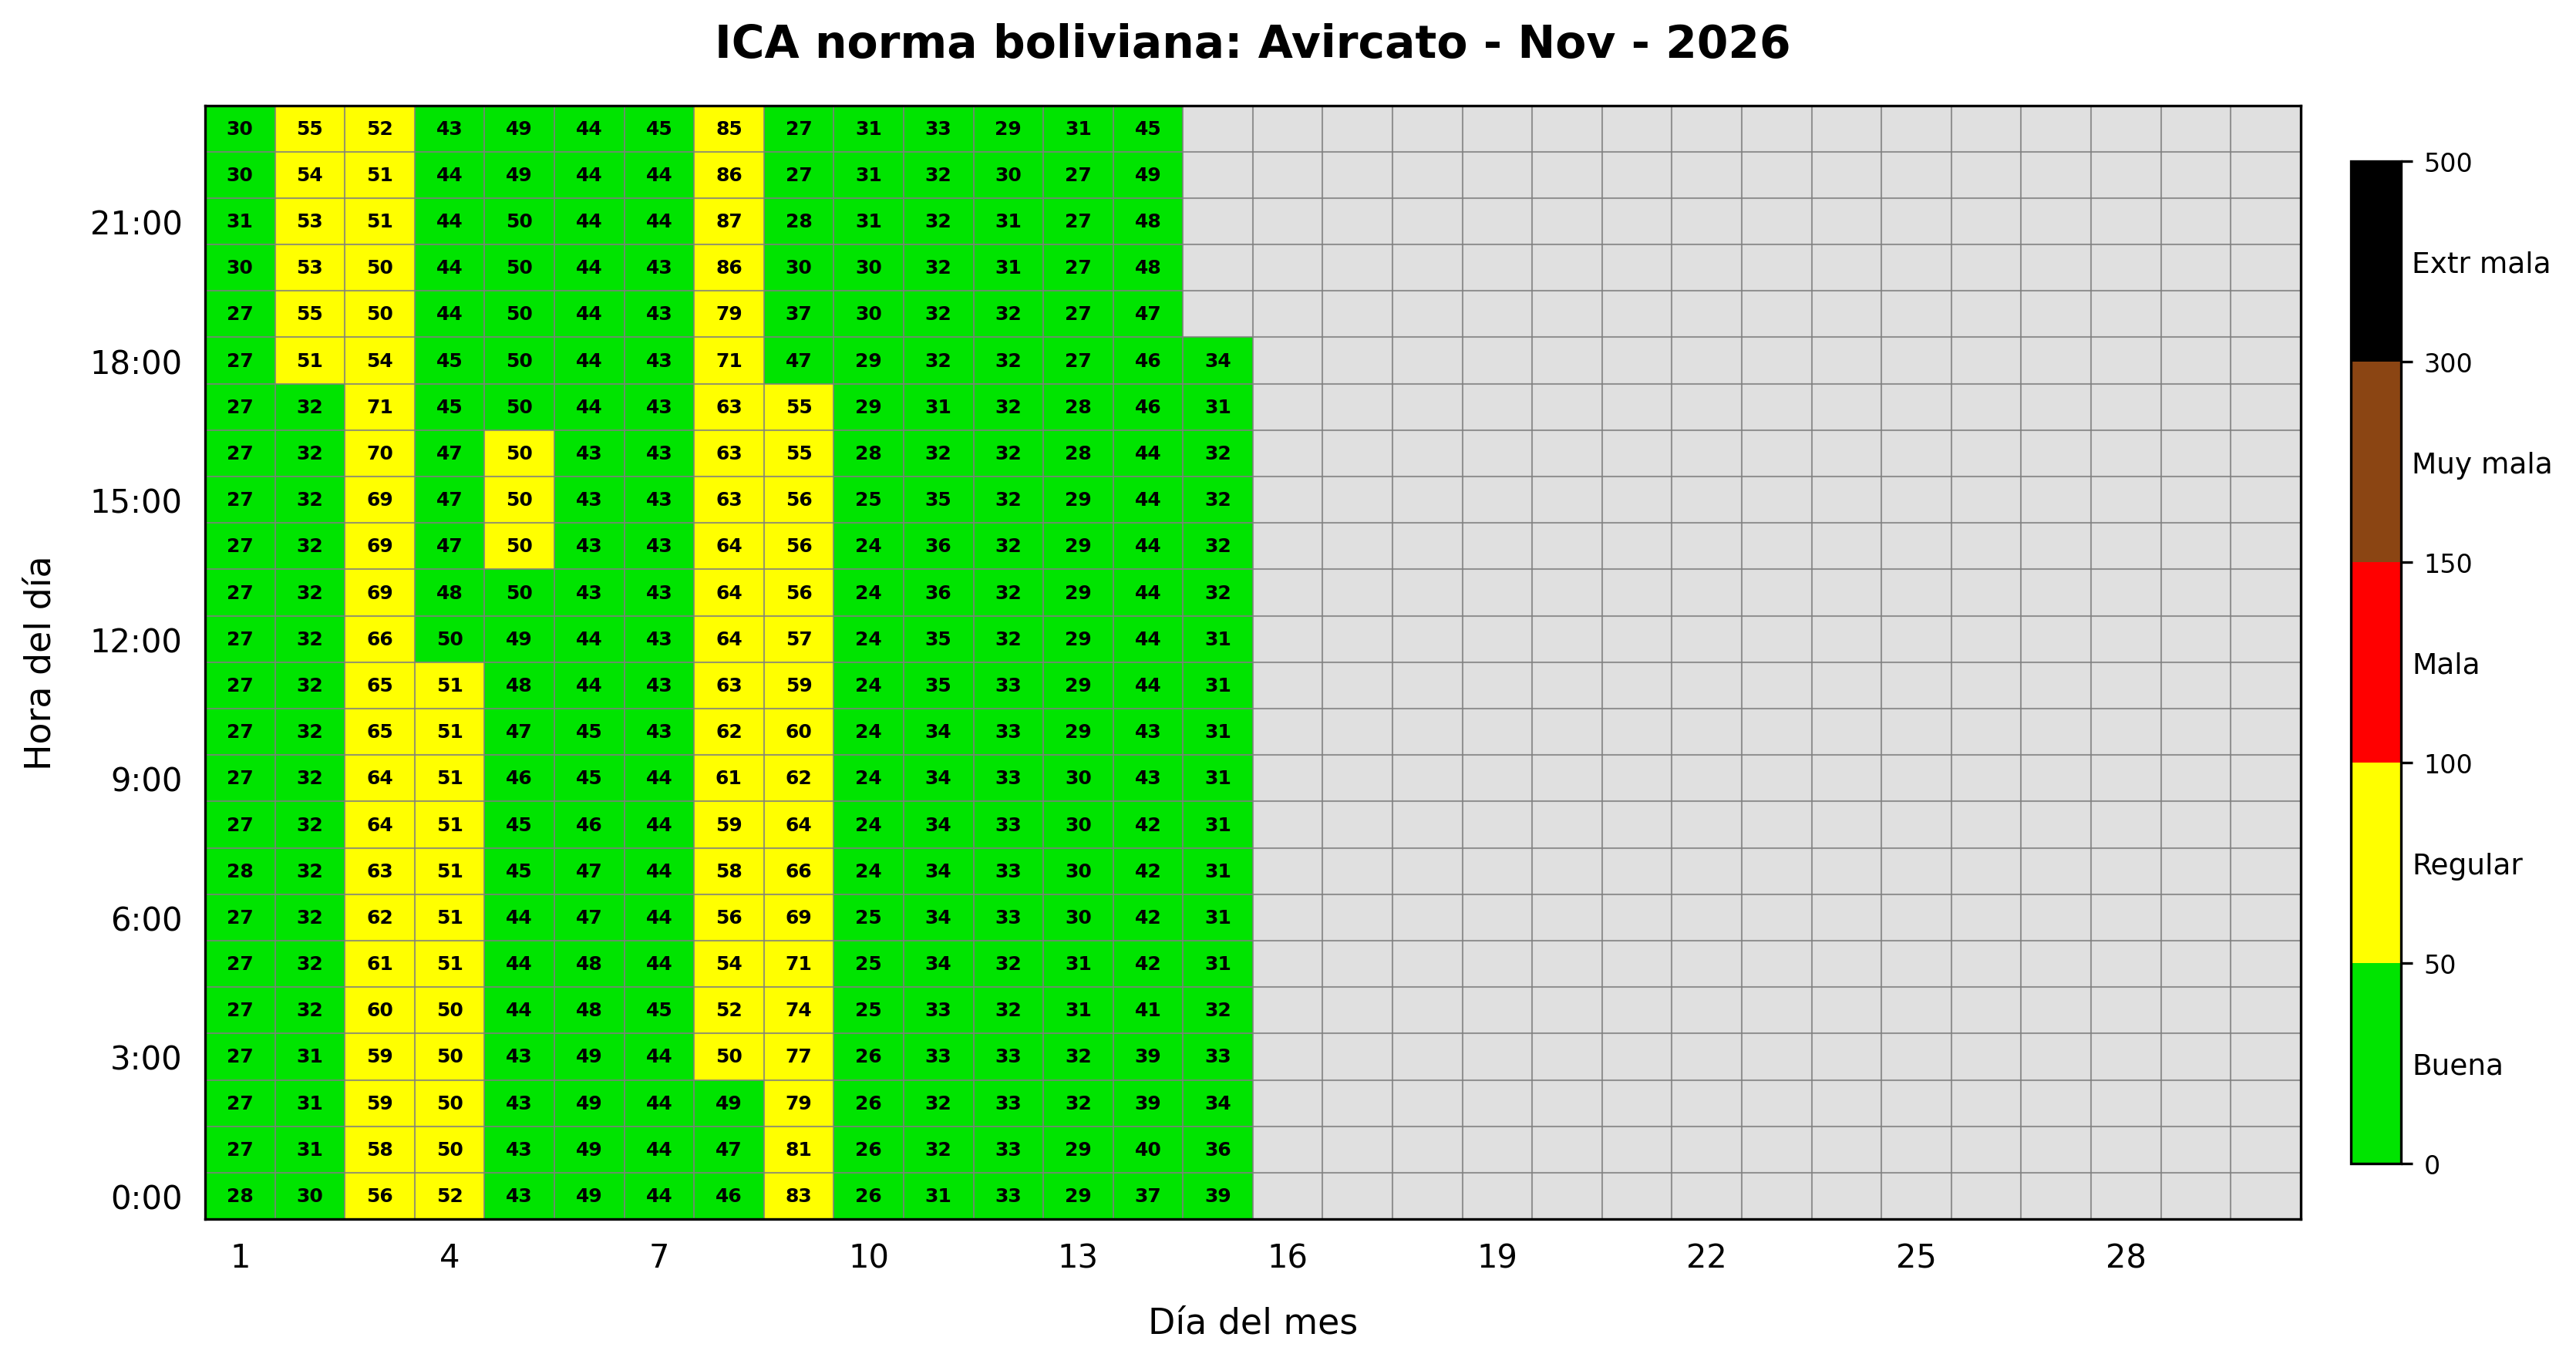 ICA norma boliviana: Avircato - Nov - 2026
30 55 52 43 49 44 45 85 27 31 33 29 31 45
30 54 51 44 49 44 44 86 27 31 32 30 27 49
21:00 31 53 51 44 50 44 44 87 28 31 32 31 27 48
30 53 50 44 50 44 43 86 30 30 32 31 27 48
27 55 50 44 50 44 43 79 37 30 32 32 27 47
18:00 27 51 54 45 50 44 43 71 47 29 32 32 27 46 34
27 32 71 45 50 44 43 63 55 29 31 32 28 46 31
27 32 70 47 50 43 43 63 55 28 32 32 28 44 32
15:00 27 32 69 47 50 43 43 63 56 25 35 32 29 44 32
27 32 69 47 50 43 43 64 56 24 36 32 29 44 32
27 32 69 48 50 43 43 64 56 24 36 32 29 44 32
12:00 27 32 66 50 49 44 43 64 57 24 35 32 29 44 31
27 32 65 51 48 44 43 63 59 24 35 33 29 44 31
27 32 65 51 47 45 43 62 60 24 34 33 29 43 31
9:00 27 32 64 51 46 45 44 61 62 24 34 33 30 43 31
27 32 64 51 45 46 44 59 64 24 34 33 30 42 31
28 32 63 51 45 47 44 58 66 24 34 33 30 42 31
6:00 27 32 62 51 44 47 44 56 69 25 34 33 30 42 31
27 32 61 51 44 48 44 54 71 25 34 32 31 42 31
27 32 60 50 44 48 45 52 74 25 33 32 31 41 32
3:00 27 31 59 50 43 49 44 50 77 26 33 33 32 39 33
27 31 59 50 43 49 44 49 79 26 32 33 32 39 34
27 31 58 50 43 49 44 47 81 26 32 33 29 40 36
0:00 28 30 56 52 43 49 44 46 83 26 31 33 29 37 39
1 4 7 10 13 16 19 22 25 28
Día del mes
Hora del día
500
Extr mala
300
Muy mala
150
Mala
100
Regular
50
Buena
0